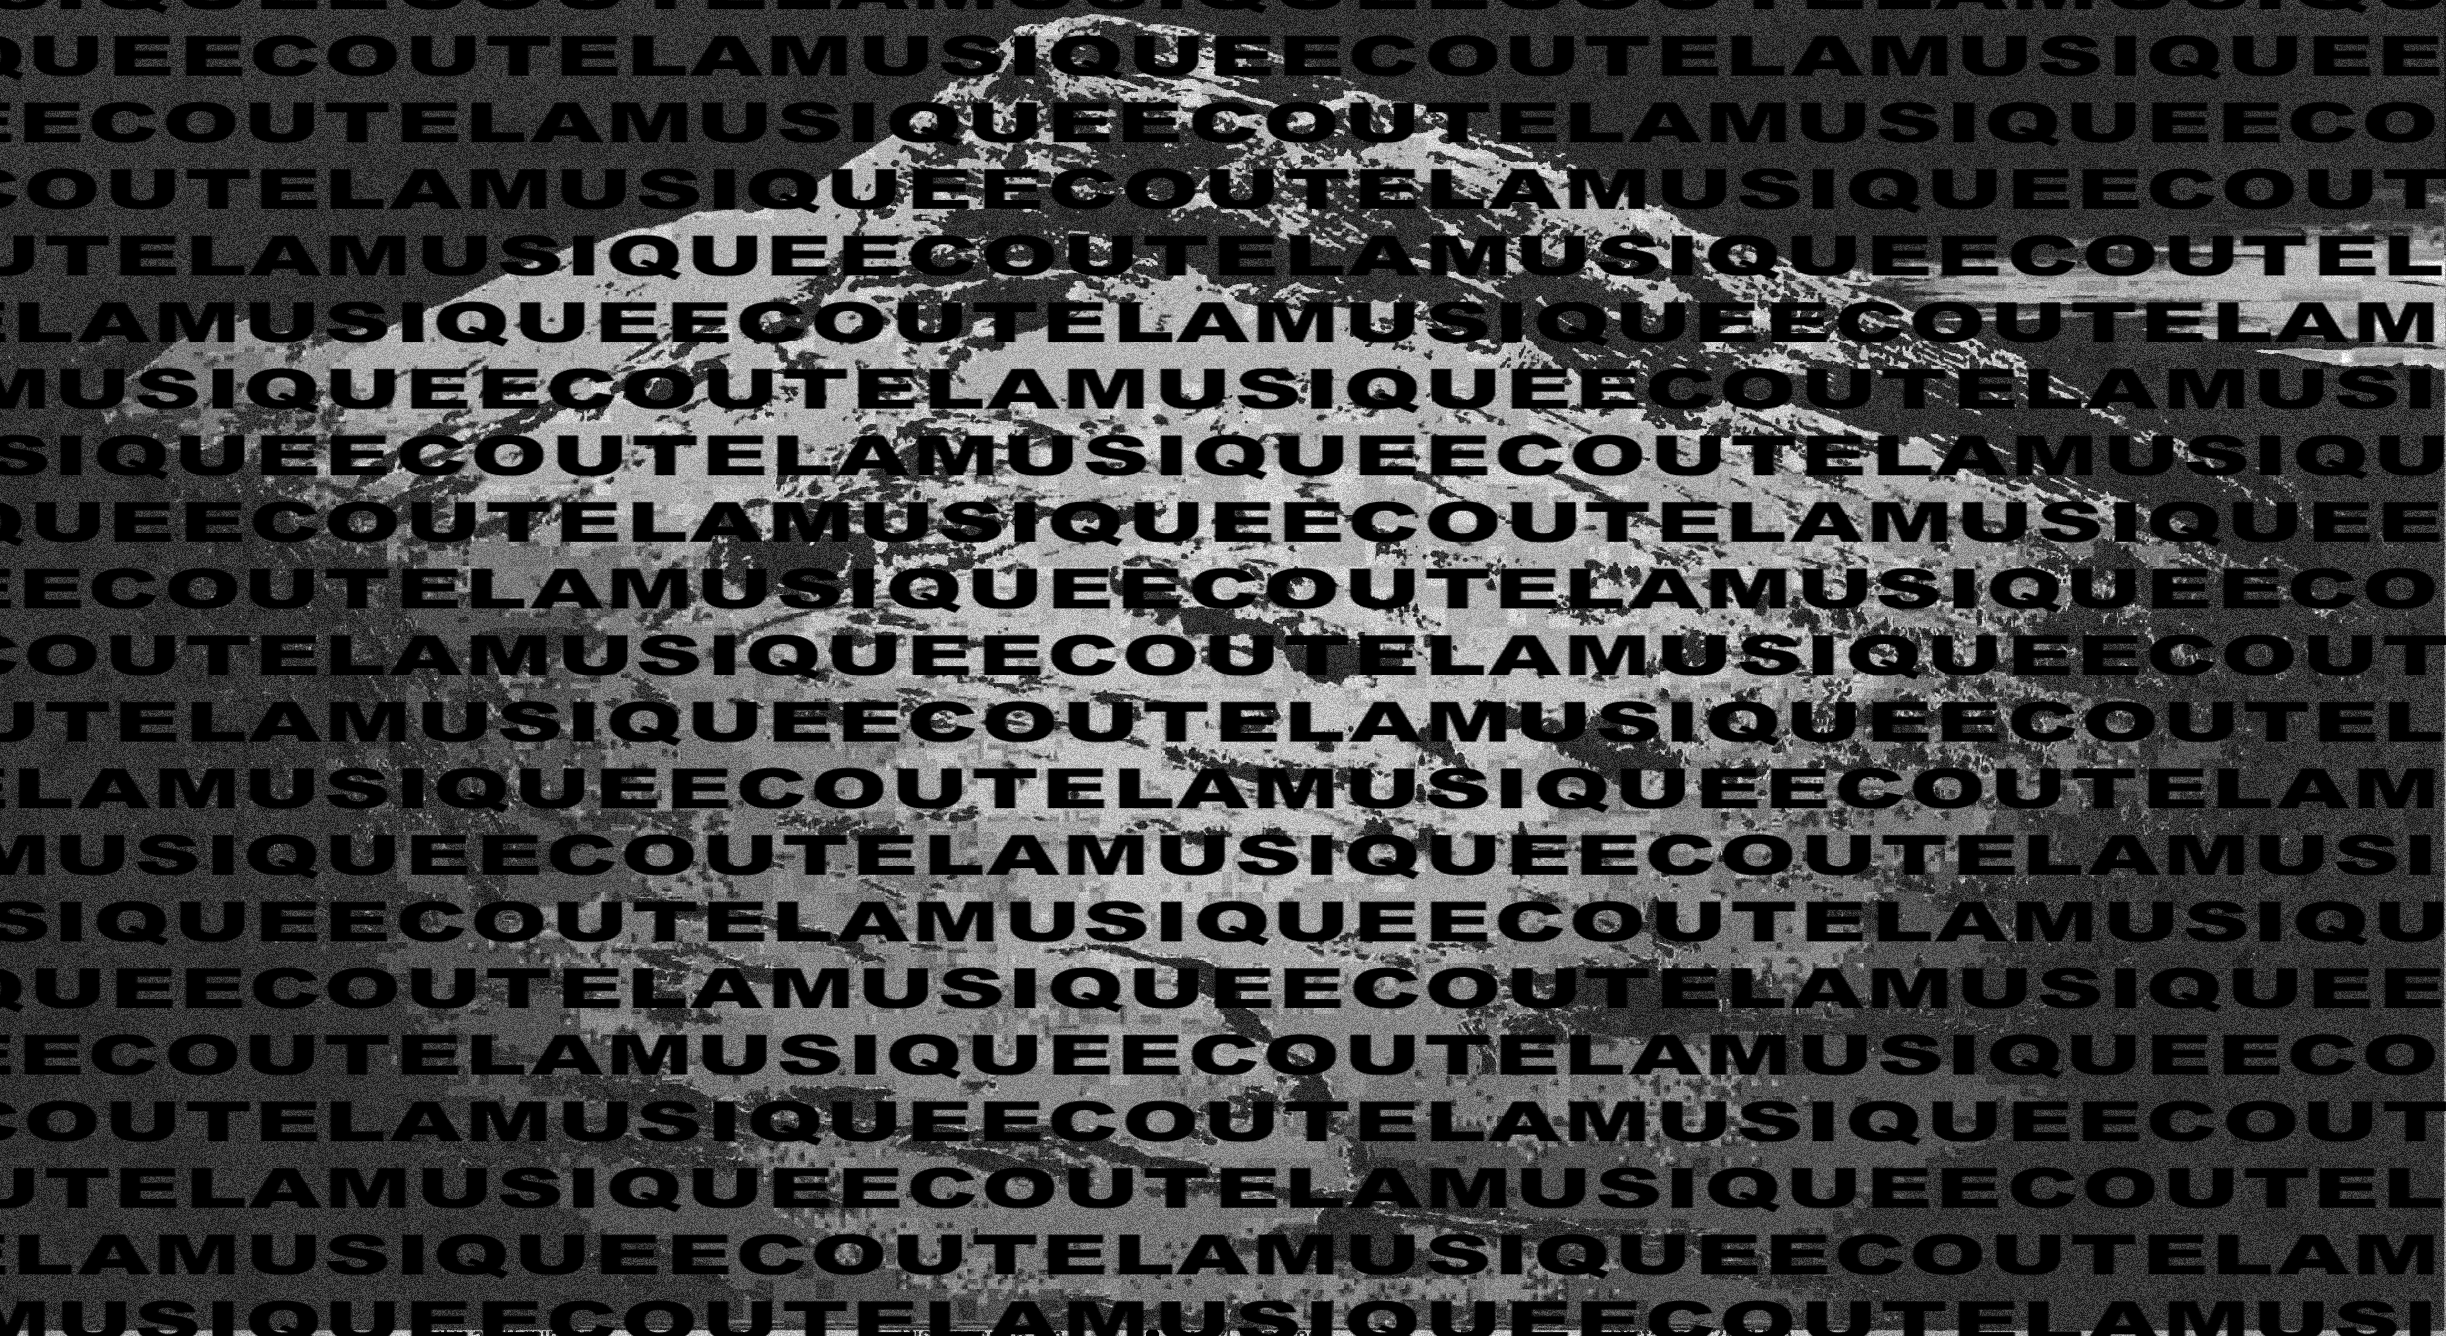 SIQUEECOUTELAMUSIQUEECOUTELAMUSIQU
QUEECOUTELAMUSIQUEECOUTELAMUSIQUEE
EECOUTELAMUSIQUEECOUTELAMUSIQUEECO
COUTELAMUSIQUEECOUTELAMUSIQUEECOUT
UTELAMUSIQUEECOUTELAMUSIQUEECOUTEL
ELAMUSIQUEECOUTELAMUSIQUEECOUTELAM
MUSIQUEECOUTELAMUSIQUEECOUTELAMUSI
SIQUEECOUTELAMUSIQUEECOUTELAMUSIQU
QUEECOUTELAMUSIQUEECOUTELAMUSIQUEE
EECOUTELAMUSIQUEECOUTELAMUSIQUEECO
COUTELAMUSIQUEECOUTELAMUSIQUEECOUT
UTELAMUSIQUEECOUTELAMUSIQUEECOUTEL
ELAMUSIQUEECOUTELAMUSIQUEECOUTELAM
MUSIQUEECOUTELAMUSIQUEECOUTELAMUSI
SIQUEECOUTELAMUSIQUEECOUTELAMUSIQU
QUEECOUTELAMUSIQUEECOUTELAMUSIQUEE
EECOUTELAMUSIQUEECOUTELAMUSIQUEECO
COUTELAMUSIQUEECOUTELAMUSIQUEECOUT
UTELAMUSIQUEECOUTELAMUSIQUEECOUTEL
ELAMUSIQUEECOUTELAMUSIQUEECOUTELAM
MUSIQUEECOUTELAMUSIQUEECOUTELAMUSI